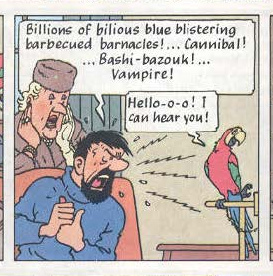 Billions of bilious blue blistering
barbecued barnacles!... Cannibal!
... Bashi-bazouk!...
Vampire!
Hello-o-o! I
can hear you!